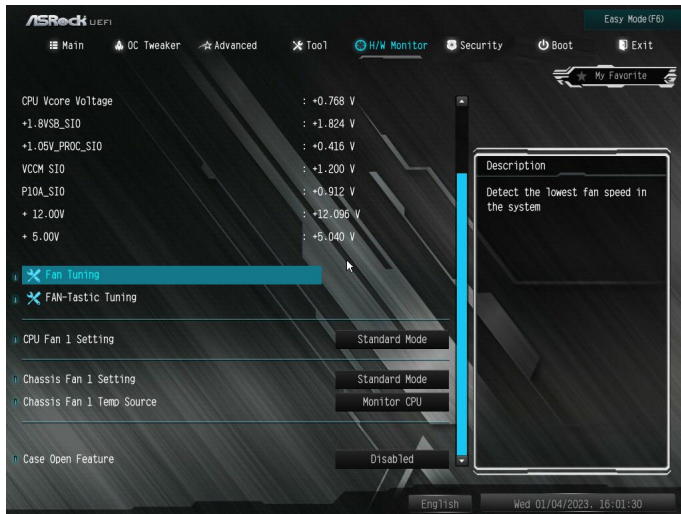 ASRock UEFI
Easy Mode(F6)
Main OC Tweaker Advanced Tool H/W Monitor Security Boot Exit
My Favorite
CPU Vcore Voltage : +0.768 V
+1.8VSB_SIO : +1.824 V
+1.05V_PROC_SIO : +0.416 V
VCCM SIO : +1.200 V
P10A_SIO : +0.912 V
+ 12.00V : +12.096 V
+ 5.00V : +5.040 V
Fan Tuning
FAN-Tastic Tuning
CPU Fan 1 Setting Standard Mode
Chassis Fan 1 Setting Standard Mode
Chassis Fan 1 Temp Source Monitor CPU
Case Open Feature Disabled
Description
Detect the lowest fan speed in
the system
English Wed 01/04/2023. 16:01:30